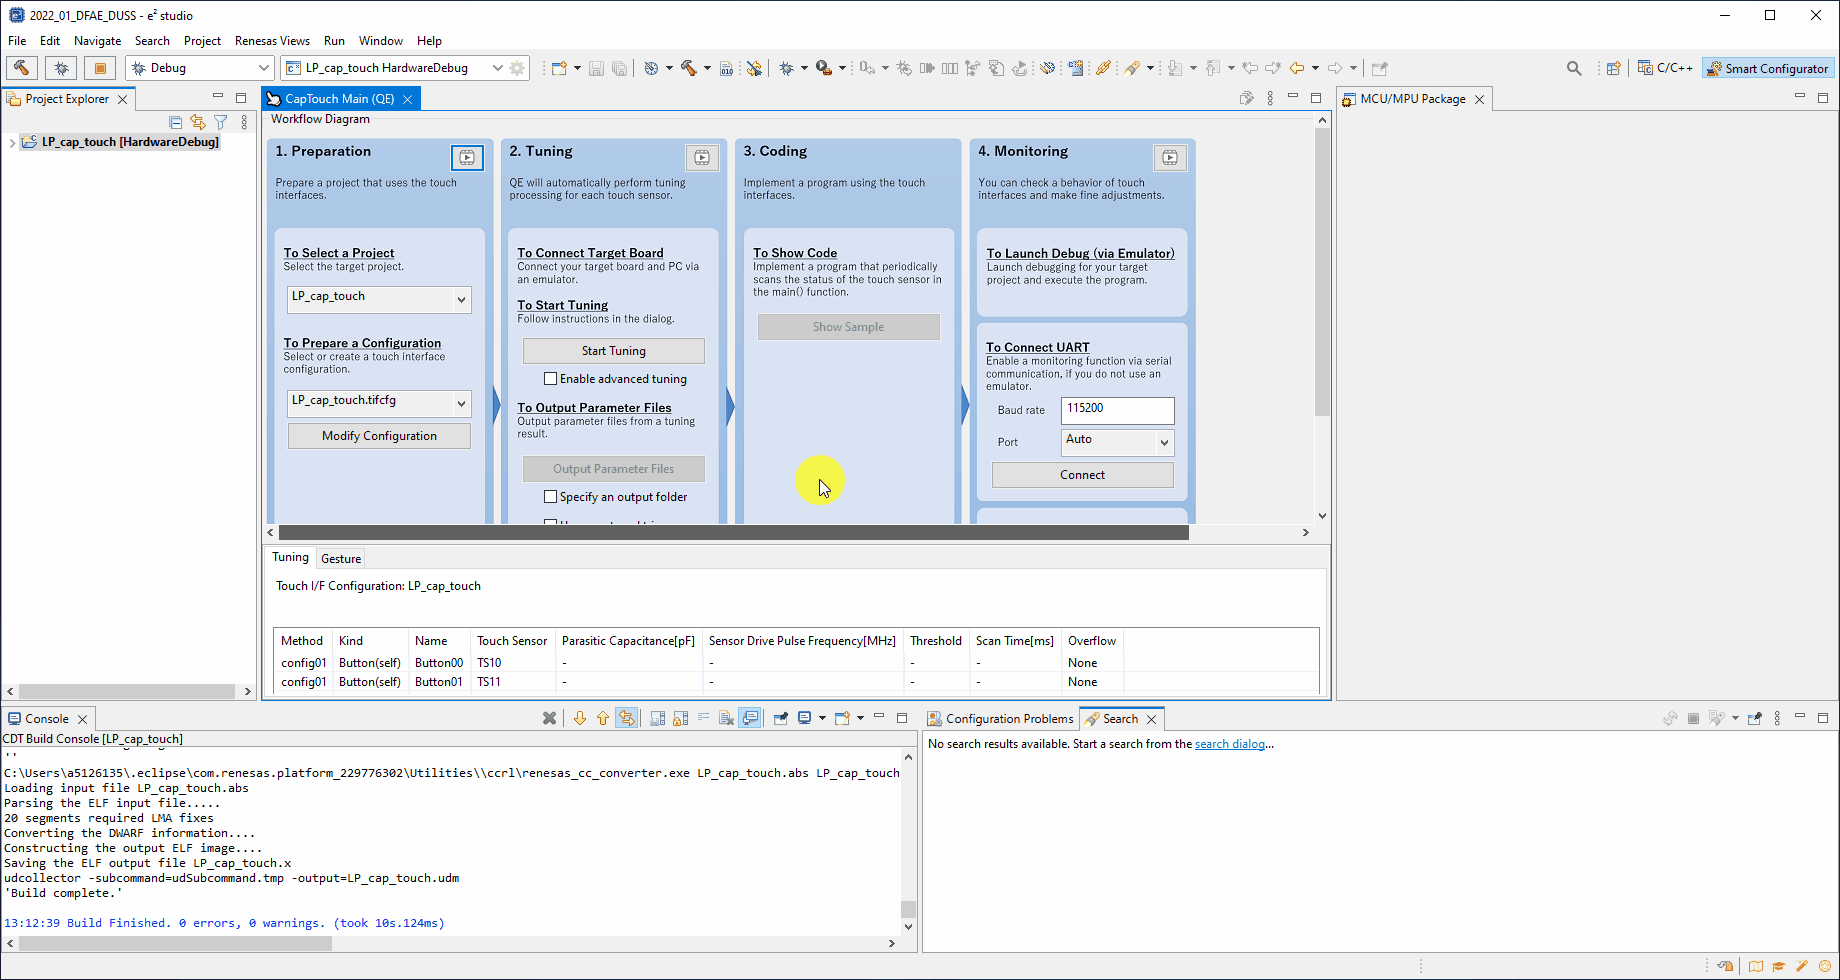 2022_01_DFAE_DUSS - e² studio
File Edit Navigate Search Project Renesas Views Run Window Help
Debug
LP_cap_touch HardwareDebug
C/C++
Smart Configurator
Project Explorer
LP_cap_touch [HardwareDebug]
CapTouch Main (QE)
Workflow Diagram
1. Preparation
Prepare a project that uses the touch
interfaces.
To Select a Project
Select the target project.
LP_cap_touch
To Prepare a Configuration
Select or create a touch interface
configuration.
LP_cap_touch.tifcfg
Modify Configuration
2. Tuning
QE will automatically perform tuning
processing for each touch sensor.
To Connect Target Board
Connect your target board and PC via
an emulator.
To Start Tuning
Follow instructions in the dialog.
Start Tuning
Enable advanced tuning
To Output Parameter Files
Output parameter files from a tuning
result.
Output Parameter Files
Specify an output folder
3. Coding
Implement a program using the touch
interfaces.
To Show Code
Implement a program that periodically
scans the status of the touch sensor in
the main() function.
Show Sample
4. Monitoring
You can check a behavior of touch
interfaces and make fine adjustments.
To Launch Debug (via Emulator)
Launch debugging for your target
project and execute the program.
To Connect UART
Enable a monitoring function via serial
communication, if you do not use an
emulator.
Baud rate 115200
Port Auto
Connect
MCU/MPU Package
Tuning Gesture
Touch I/F Configuration: LP_cap_touch
Method Kind Name Touch Sensor Parasitic Capacitance[pF] Sensor Drive Pulse Frequency[MHz] Threshold Scan Time[ms] Overflow
config01 Button(self) Button00 TS10 - - - - None
config01 Button(self) Button01 TS11 - - - - None
Console
CDT Build Console [LP_cap_touch]
''
C:\Users\a5126135\.eclipse\com.renesas.platform_229776302\Utilities\\ccrl\renesas_cc_converter.exe LP_cap_touch.abs LP_cap_touch
Loading input file LP_cap_touch.abs
Parsing the ELF input file.....
20 segments required LMA fixes
Converting the DWARF information....
Constructing the output ELF image....
Saving the ELF output file LP_cap_touch.x
udcollector -subcommand=udSubcommand.tmp -output=LP_cap_touch.udm
'Build complete.'
13:12:39 Build Finished. 0 errors, 0 warnings. (took 10s.124ms)
Configuration Problems
Search
No search results available. Start a search from the search dialog...